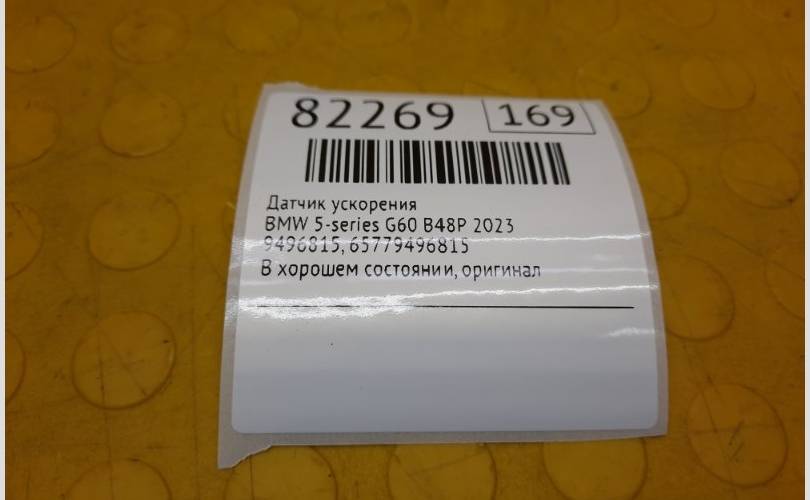 82269 169
Датчик ускорения
BMW 5-series G60 B48P 2023
9496815, 65779496815
В хорошем состоянии, оригинал